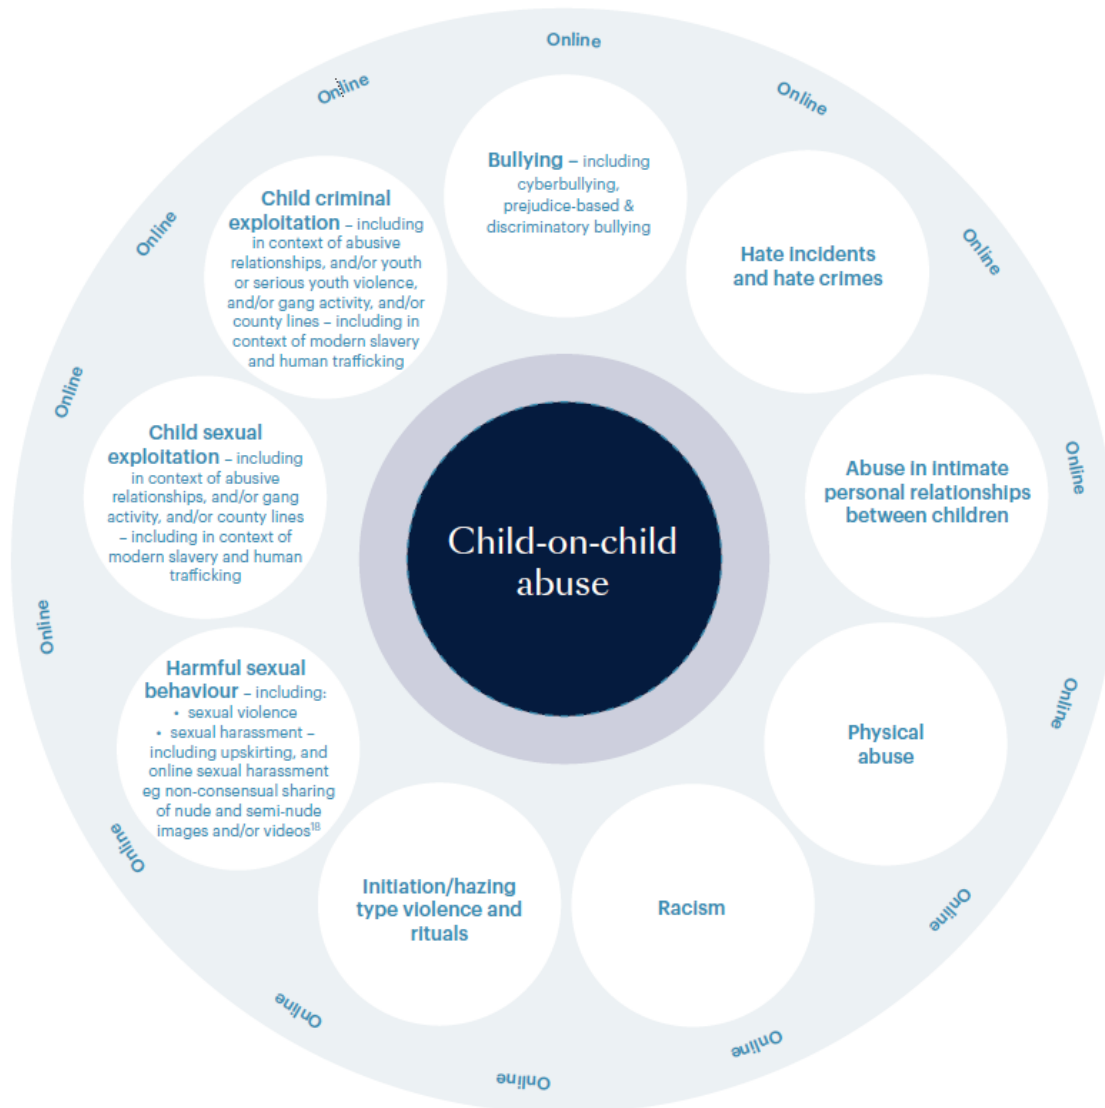 Online
Online
Online
Online
Online
Online
Online
Online
Online
Online
Online
Online
Online
Online
Bullying – including
cyberbullying,
prejudice-based &
discriminatory bullying
Hate incidents
and hate crimes
Abuse in intimate
personal relationships
between children
Physical
abuse
Racism
Initiation/hazing
type violence and
rituals
Harmful sexual
behaviour – including:
• sexual violence
• sexual harassment –
including upskirting, and
online sexual harassment
eg non-consensual sharing
of nude and semi-nude
images and/or videos18
Child sexual
exploitation – including
in context of abusive
relationships, and/or gang
activity, and/or county lines
– including in context of
modern slavery and human
trafficking
Child criminal
exploitation – including
in context of abusive
relationships, and/or youth
or serious youth violence,
and/or gang activity, and/or
county lines – including in
context of modern slavery
and human trafficking
Child-on-child
abuse